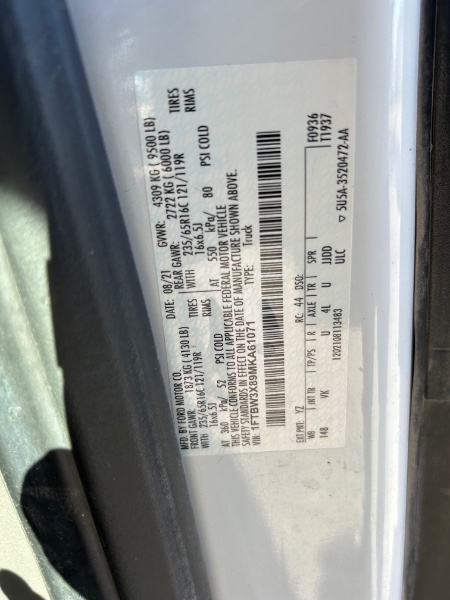 MFD. BY FORD MOTOR CO.
08/21 GVWR: 4309 KG ( 9500 LB)
FRONT GAWR: 1873 KG ( 4130 LB) REAR GAWR: 2722 KG ( 6000 LB)
WITH 235/65R16C 121/119R TIRES WITH 235/65R16C 121/119R TIRES
16x6.5J RIMS 16x6.5J RIMS
AT 360 kPa/ 52 PSI COLD AT 550 kPa/ 80 PSI COLD
THIS VEHICLE CONFORMS TO ALL APPLICABLE FEDERAL MOTOR VEHICLE
SAFETY STANDARDS IN EFFECT ON THE DATE OF MANUFACTURE SHOWN ABOVE.
VIN: 1FTBW3X89MKA61071 TYPE: Truck
F0936
T1937
EXT PNT: YZ RC: 44 DSO:
WB INT TR TP/PS R AXLE TR SPR
148 VK U 4L U JJDD
ULC
12021081113483 ▽ 5U5A-3520472-AA